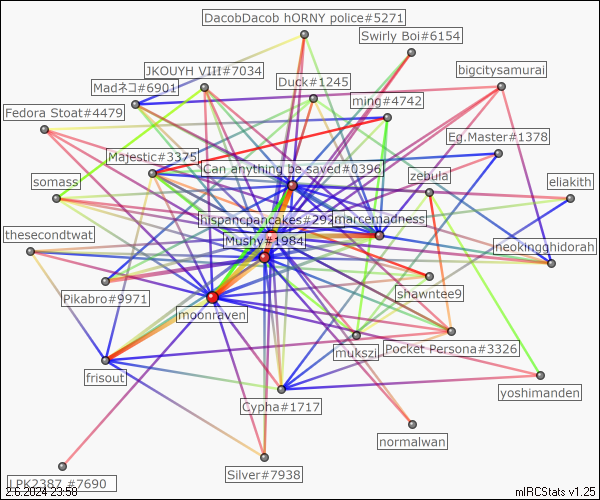 DacobDacob hORNY police#5271
Swirly Boi#6154
JKOUYH VIII#7034
bigcitysamurai
Madネコ#6901
Duck#1245
ming#4742
Fedora Stoat#4479
Eg.Master#1378
Majestic#3375
Can anything be saved#0396
somass
zebula
eliakith
hispancpancakes#292
marcemadness
thesecondtwat
Mushy#1984
neokingghidorah
Pikabro#9971
shawntee9
moonraven
mukszi
Pocket Persona#3326
frisout
yoshimanden
Cypha#1717
normalwan
Silver#7938
LPK2387 #7690
2.6.2024 23:58
mIRCStats v1.25